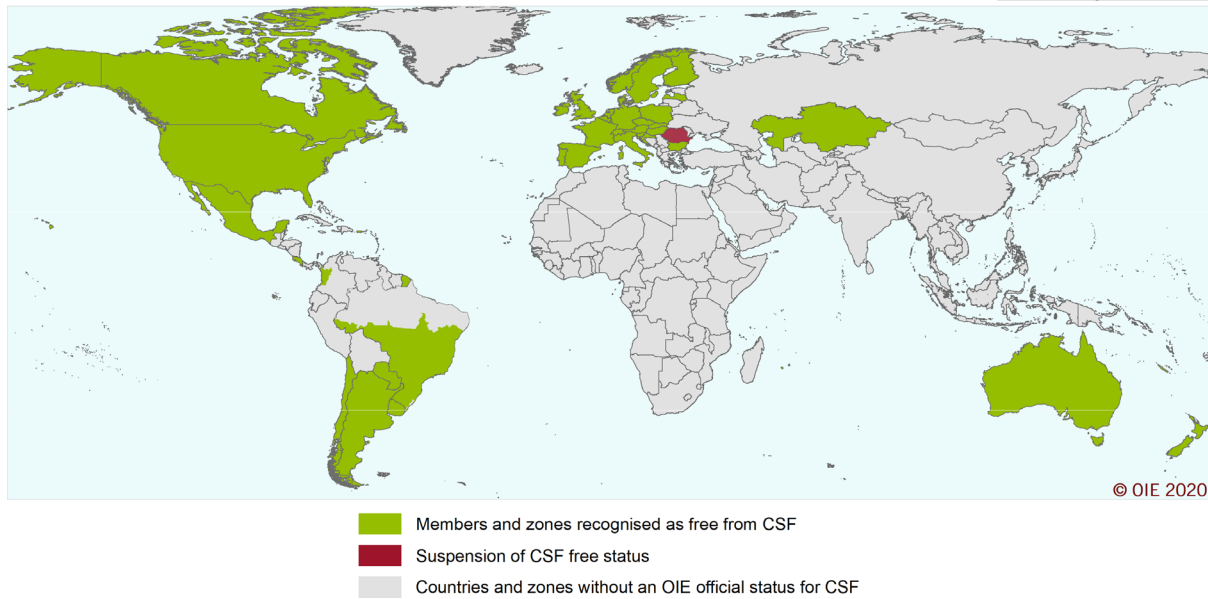 © OIE 2020
Members and zones recognised as free from CSF
Suspension of CSF free status
Countries and zones without an OIE official status for CSF